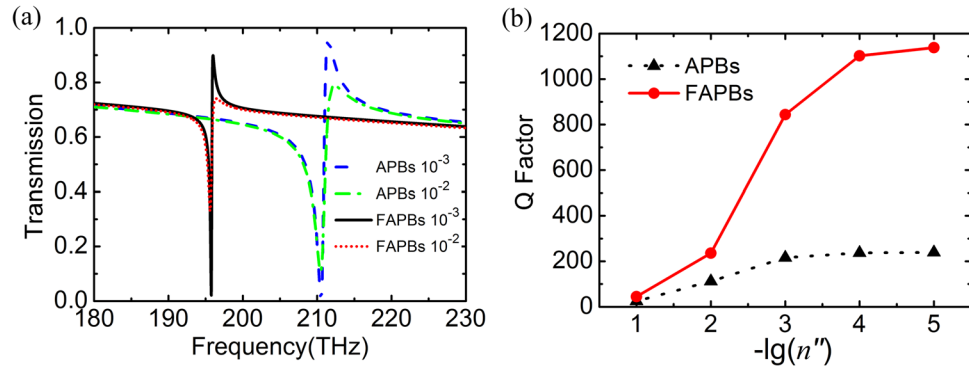 (a)
1.0
0.8
0.6
0.4
0.2
0.0
Transmission
APBs 10⁻³
APBs 10⁻²
FAPBs 10⁻³
FAPBs 10⁻²
180 190 200 210 220 230
Frequency(THz)
(b)
1200
1000
800
600
400
200
0
Q Factor
APBs
FAPBs
1 2 3 4 5
-lg(n″)